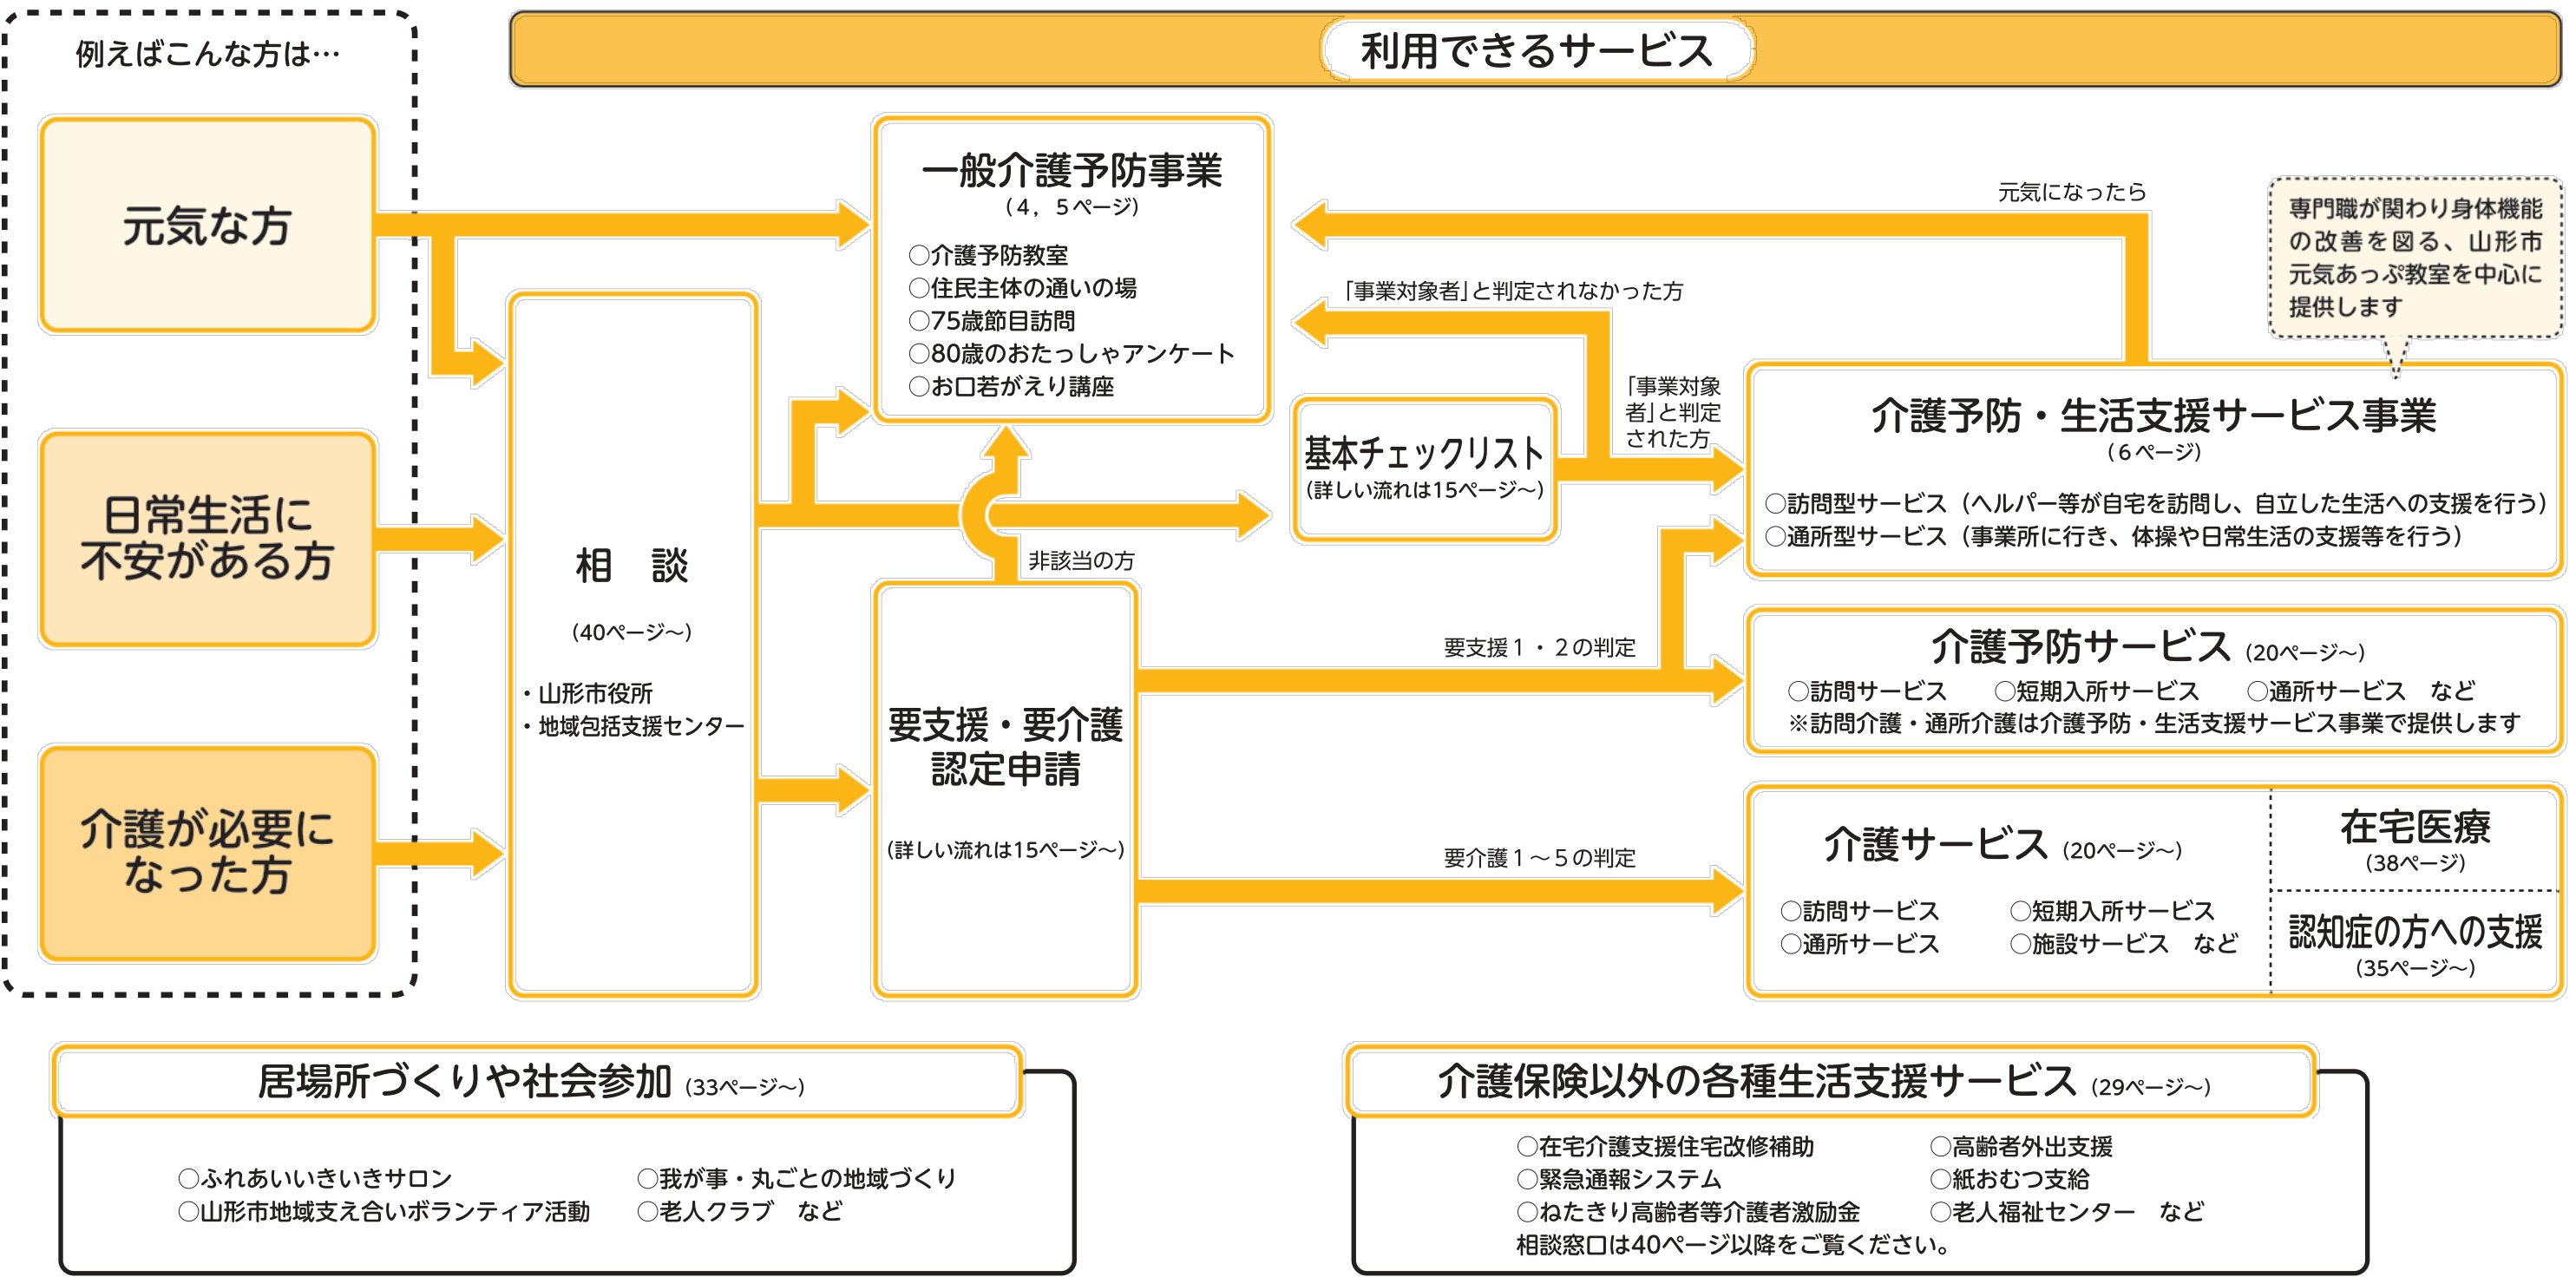 例えばこんな方は…
利用できるサービス
元気な方
日常生活に
不安がある方
介護が必要に
なった方
相　談
（40ページ～）
・山形市役所
・地域包括支援センター
一般介護予防事業
（４，５ページ）
○介護予防教室
○住民主体の通いの場
○75歳節目訪問
○80歳のおたっしゃアンケート
○お口若がえり講座
非該当の方
要支援・要介護
認定申請
（詳しい流れは15ページ～）
基本チェックリスト
（詳しい流れは15ページ～）
元気になったら
「事業対象者」と判定されなかった方
「事業対象
者」と判定
された方
要支援１・２の判定
要介護１～５の判定
専門職が関わり身体機能
の改善を図る、山形市
元気あっぷ教室を中心に
提供します
介護予防・生活支援サービス事業
（６ページ）
○訪問型サービス（ヘルパー等が自宅を訪問し、自立した生活への支援を行う）
○通所型サービス（事業所に行き、体操や日常生活の支援等を行う）
介護予防サービス（20ページ～）
○訪問サービス　○短期入所サービス　○通所サービス　など
※訪問介護・通所介護は介護予防・生活支援サービス事業で提供します
介護サービス（20ページ～）
○訪問サービス　○短期入所サービス
○通所サービス　○施設サービス　など
在宅医療
（38ページ）
認知症の方への支援
（35ページ～）
居場所づくりや社会参加（33ページ～）
○ふれあいいきいきサロン　○我が事・丸ごとの地域づくり
○山形市地域支え合いボランティア活動　○老人クラブ　など
介護保険以外の各種生活支援サービス（29ページ～）
○在宅介護支援住宅改修補助　○高齢者外出支援
○緊急通報システム　○紙おむつ支給
○ねたきり高齢者等介護者激励金　○老人福祉センター　など
相談窓口は40ページ以降をご覧ください。